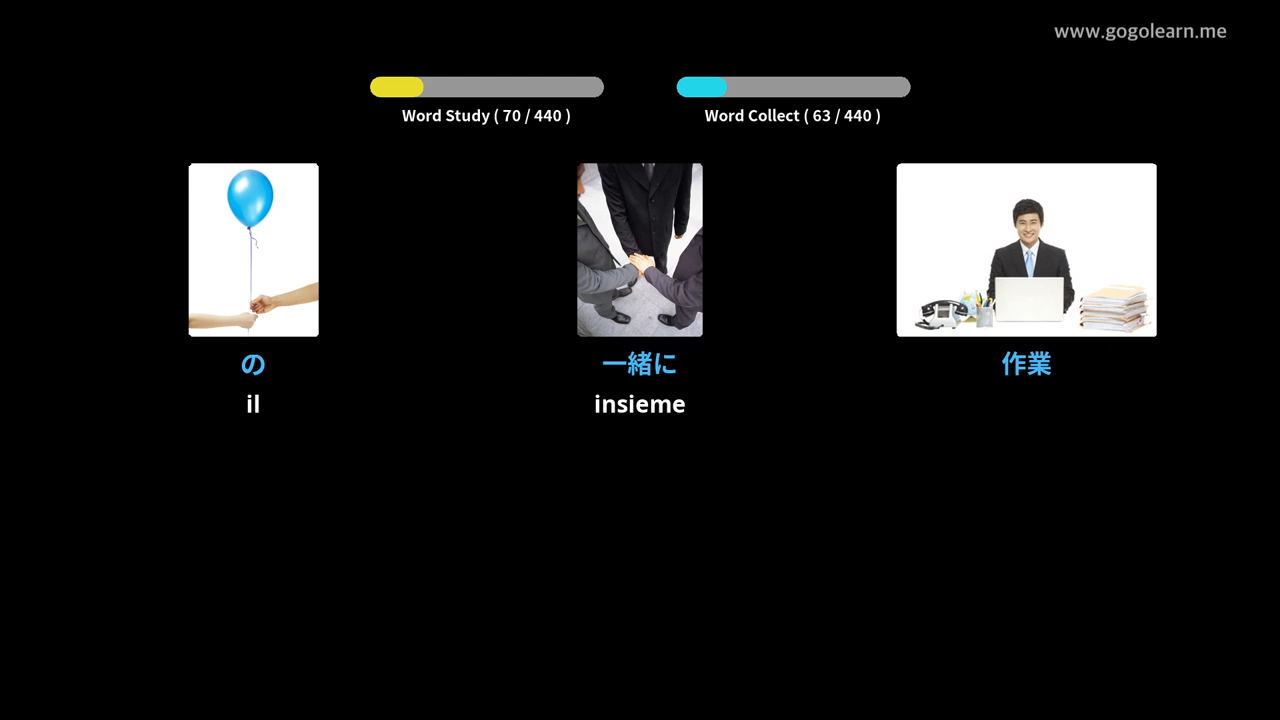 www.gogolearn.me
Word Study ( 70 / 440 )
Word Collect ( 63 / 440 )
の
一緒に
作業
il
insieme